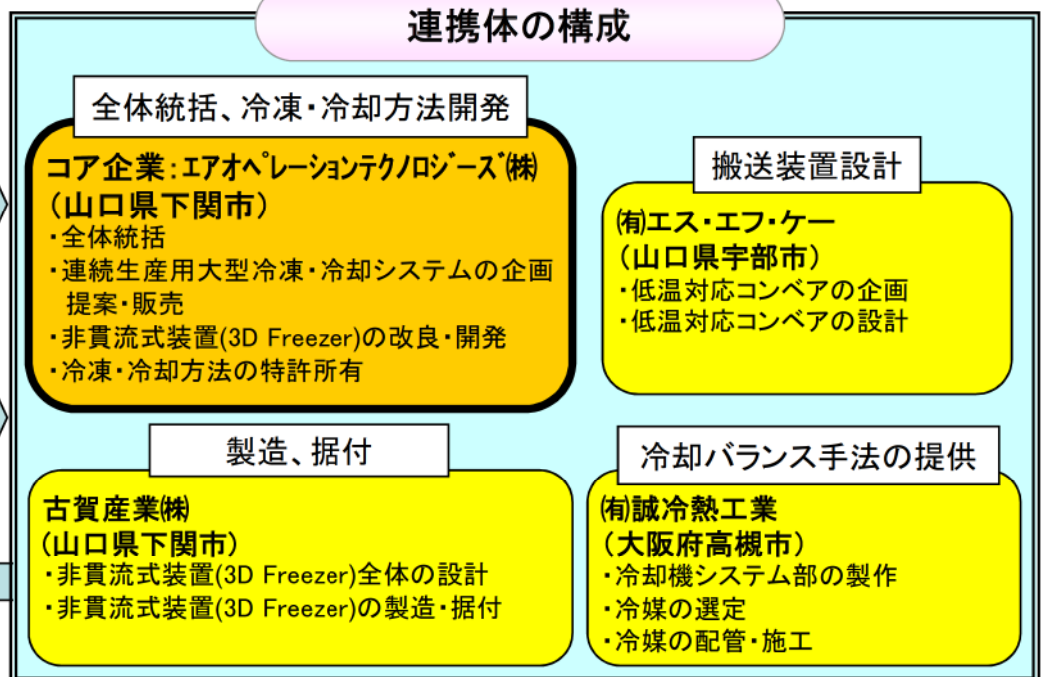 連携体の構成
全体統括、冷凍・冷却方法開発
コア企業:エアオペレーションテクノロジーズ㈱
(山口県下関市)
・全体統括
・連続生産用大型冷凍・冷却システムの企画
提案・販売
・非貫流式装置(3D Freezer)の改良・開発
・冷凍・冷却方法の特許所有
搬送装置設計
㈲エス・エフ・ケー
(山口県宇部市)
・低温対応コンベアの企画
・低温対応コンベアの設計
製造、据付
古賀産業㈱
(山口県下関市)
・非貫流式装置(3D Freezer)全体の設計
・非貫流式装置(3D Freezer)の製造・据付
冷却バランス手法の提供
㈲誠冷熱工業
(大阪府高槻市)
・冷却機システム部の製作
・冷媒の選定
・冷媒の配管・施工